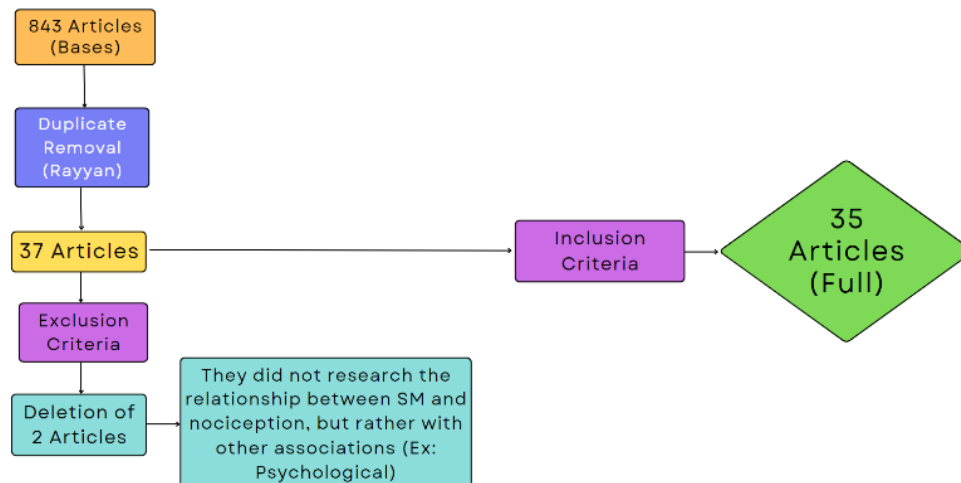 843 Articles
(Bases)
Duplicate
Removal
(Rayyan)
37 Articles
Inclusion
Criteria
35
Articles
(Full)
Exclusion
Criteria
Deletion of
2 Articles
They did not research the
relationship between SM and
nociception, but rather with
other associations (Ex:
Psychological)